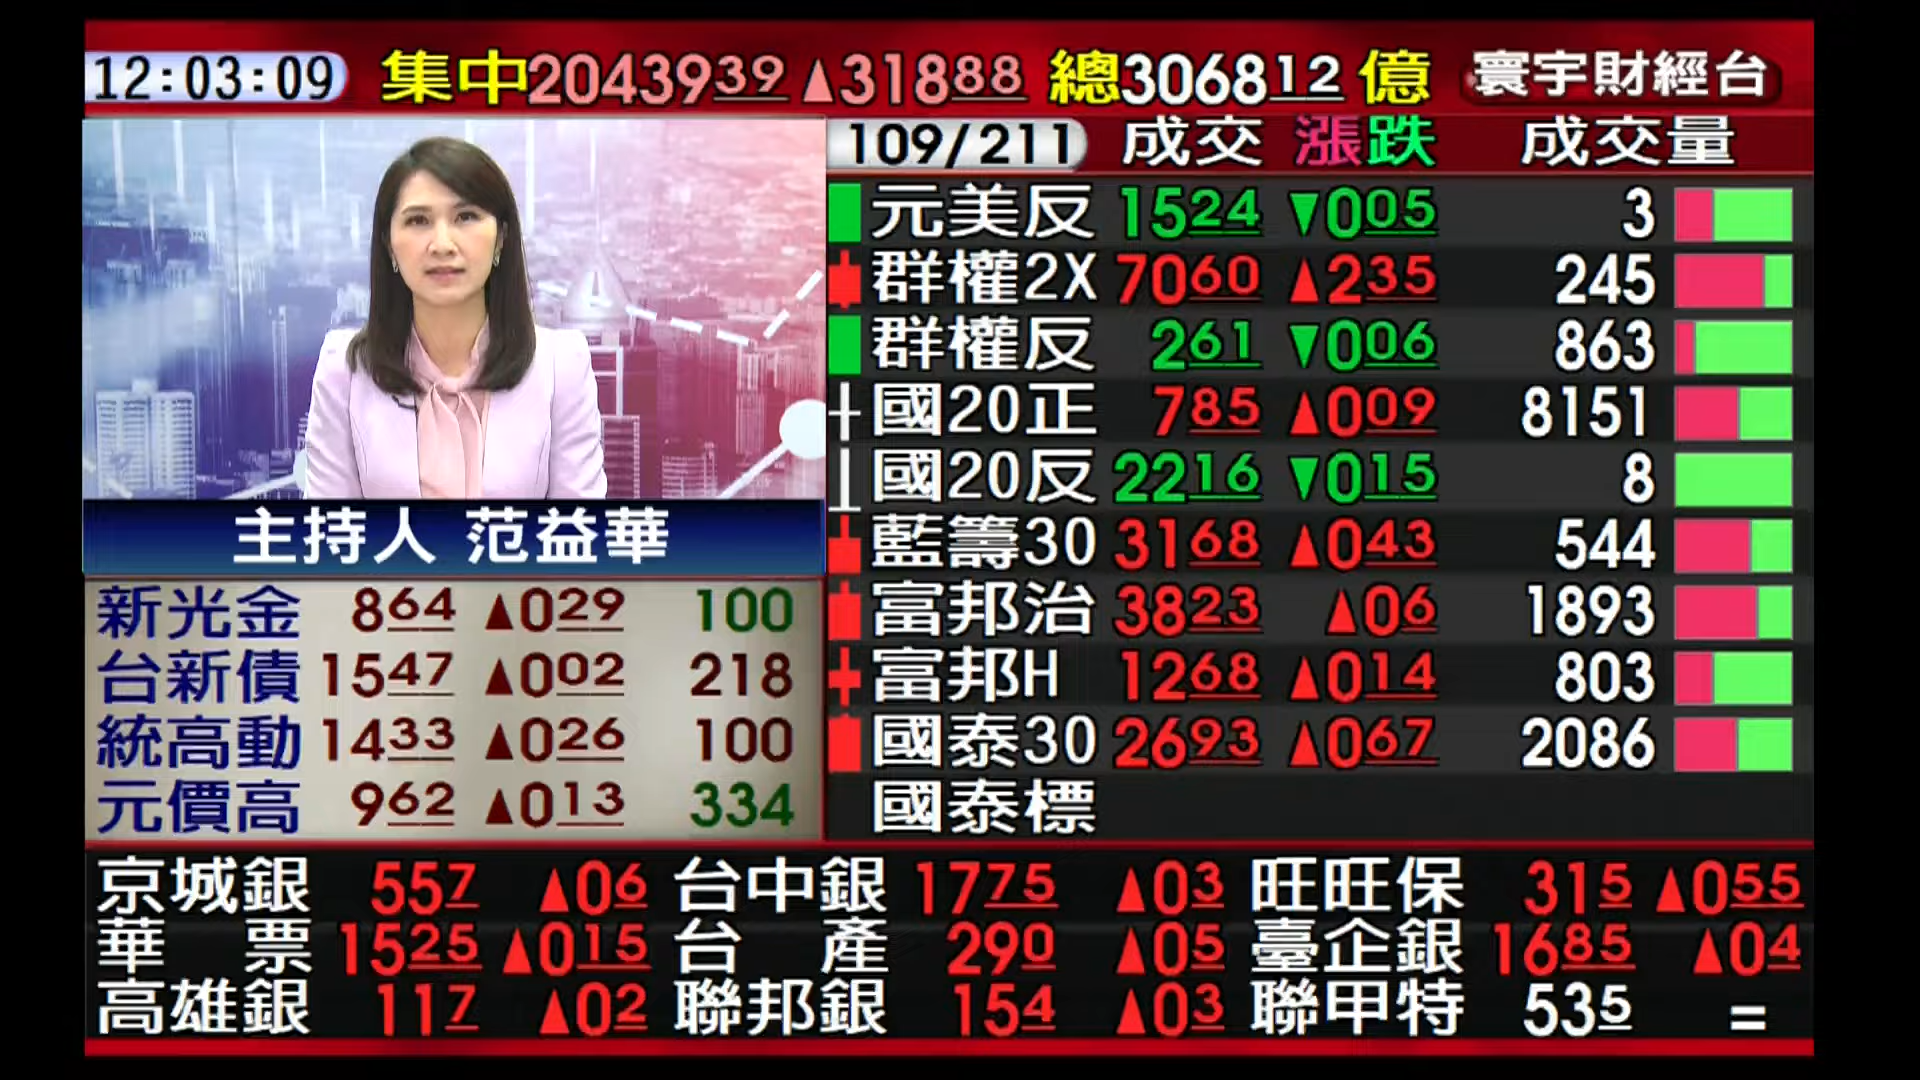 12:03:09 集中2043939 ▲31888 總306812億 寰宇財經台
109/211 成交 漲跌 成交量
元美反 1524 ▼005 3
群權2X 7060 ▲235 245
群權反 261 ▼006 863
國20正 785 ▲009 8151
國20反 2216 ▼015 8
藍籌30 3168 ▲043 544
富邦治 3823 ▲06 1893
富邦H 1268 ▲014 803
國泰30 2693 ▲067 2086
國泰標
主持人 范益華
新光金 864 ▲029 100
台新債 1547 ▲002 218
統高動 1433 ▲026 100
元價高 962 ▲013 334
京城銀 557 ▲06 台中銀 1775 ▲03 旺旺保 315 ▲055
華票 1525 ▲015 台產 290 ▲05 臺企銀 1685 ▲04
高雄銀 117 ▲02 聯邦銀 154 ▲03 聯甲特 535 =